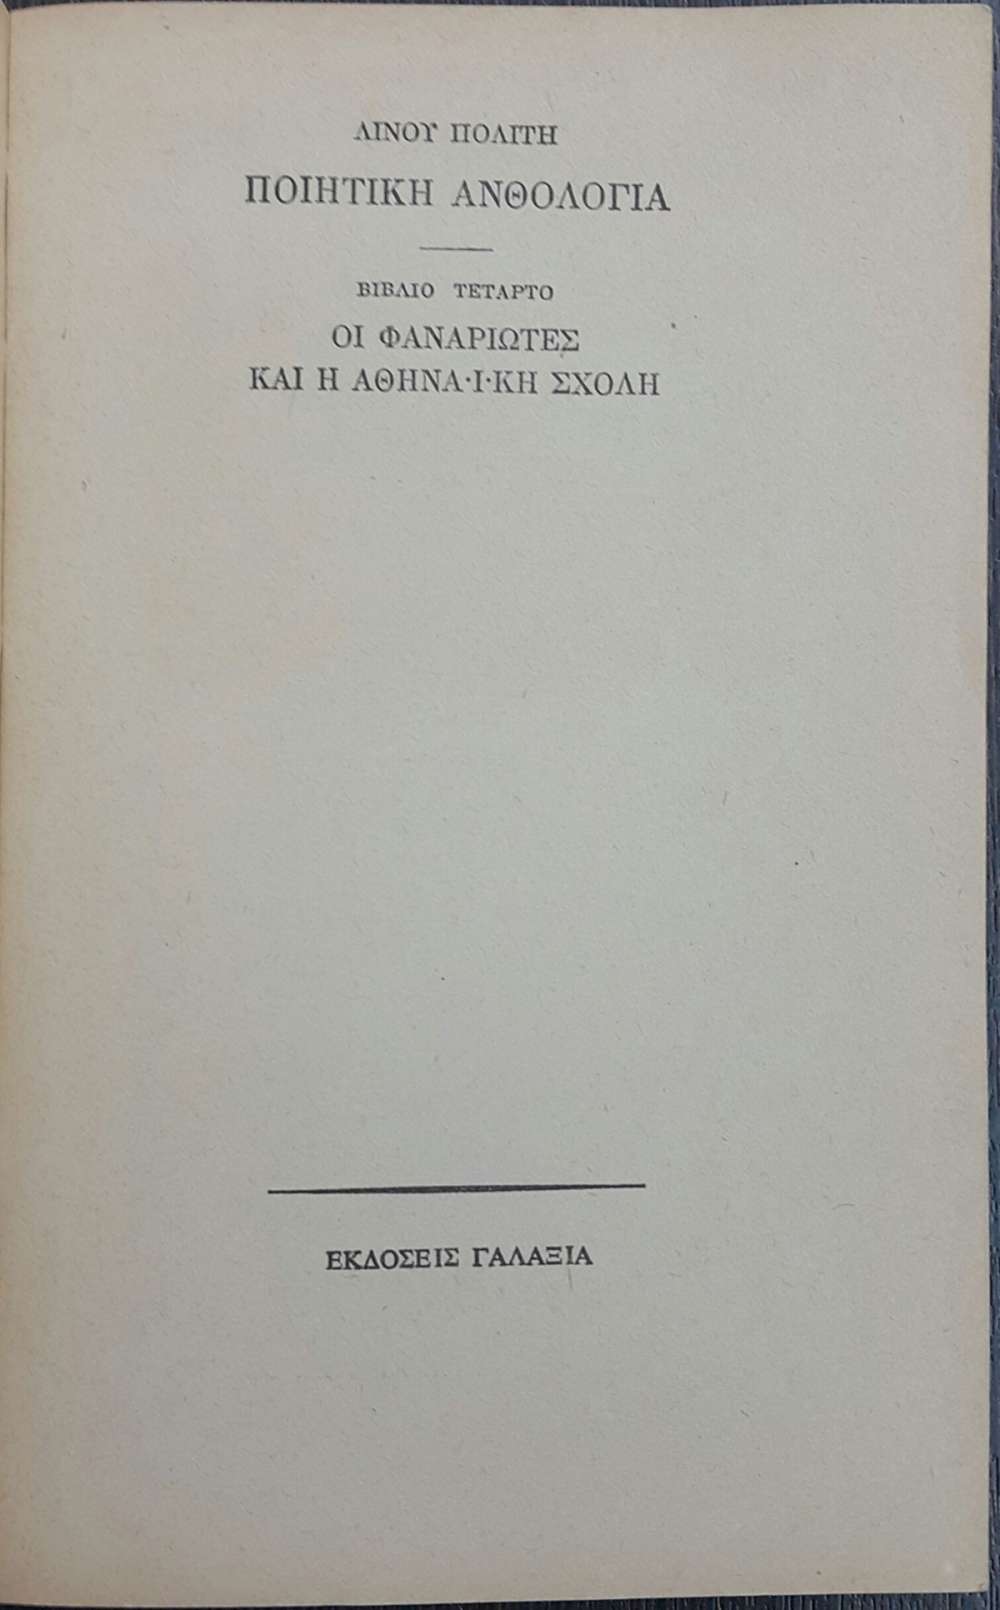 ΛΙΝΟΥ ΠΟΛΙΤΗ
ΠΟΙΗΤΙΚΗ ΑΝΘΟΛΟΓΙΑ
ΒΙΒΛΙΟ ΤΕΤΑΡΤΟ
ΟΙ ΦΑΝΑΡΙΩΤΕΣ
ΚΑΙ Η ΑΘΗΝΑ·Ι·ΚΗ ΣΧΟΛΗ
ΕΚΔΟΣΕΙΣ ΓΑΛΑΞΙΑ